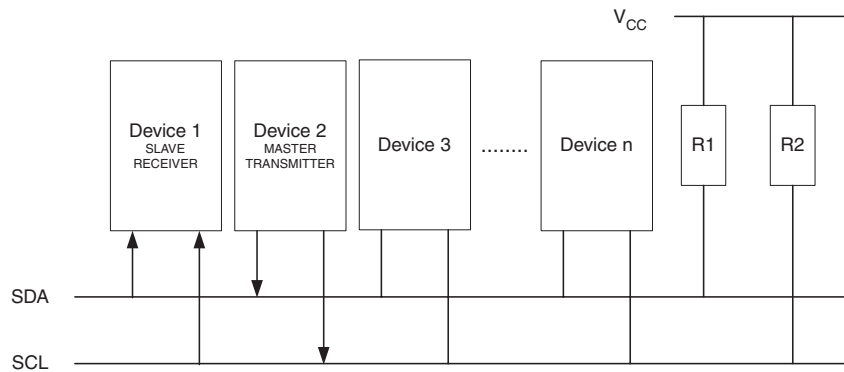 V_CC
Device 1
SLAVE
RECEIVER
Device 2
MASTER
TRANSMITTER
Device 3
........
Device n
R1
R2
SDA
SCL